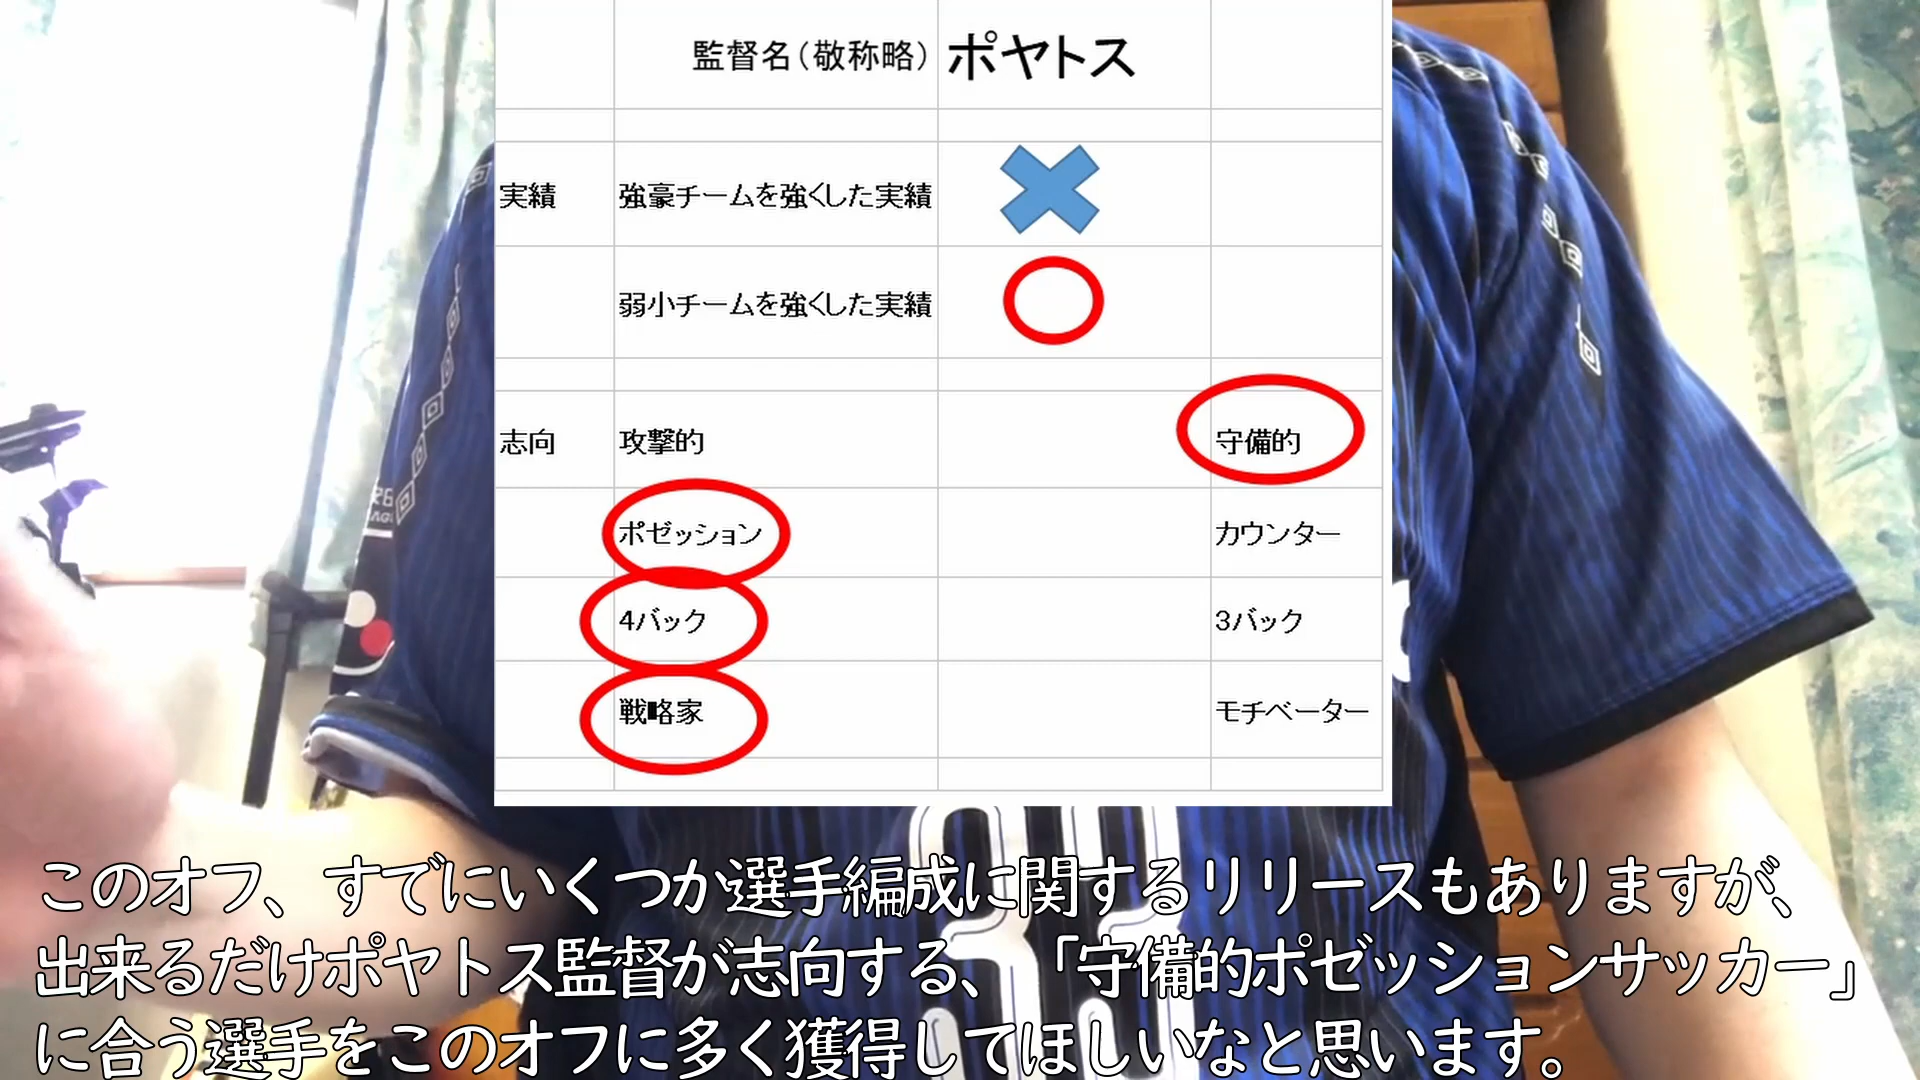 監督名（敬称略） ポヤトス
実績 強豪チームを強くした実績
弱小チームを強くした実績
志向 攻撃的 守備的
ポゼッション カウンター
4バック 3バック
戦略家 モチベーター
このオフ、すでにいくつか選手編成に関するリリースもありますが、
出来るだけポヤトス監督が志向する、「守備的ポゼッションサッカー」
に合う選手をこのオフに多く獲得してほしいなと思います。